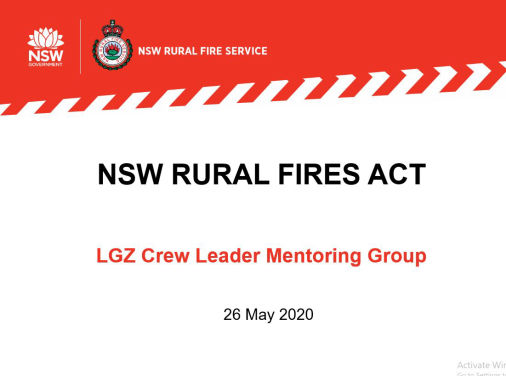 NSW
GOVERNMENT
NSW RURAL FIRE SERVICE
NSW RURAL FIRES ACT
LGZ Crew Leader Mentoring Group
26 May 2020
Activate Win